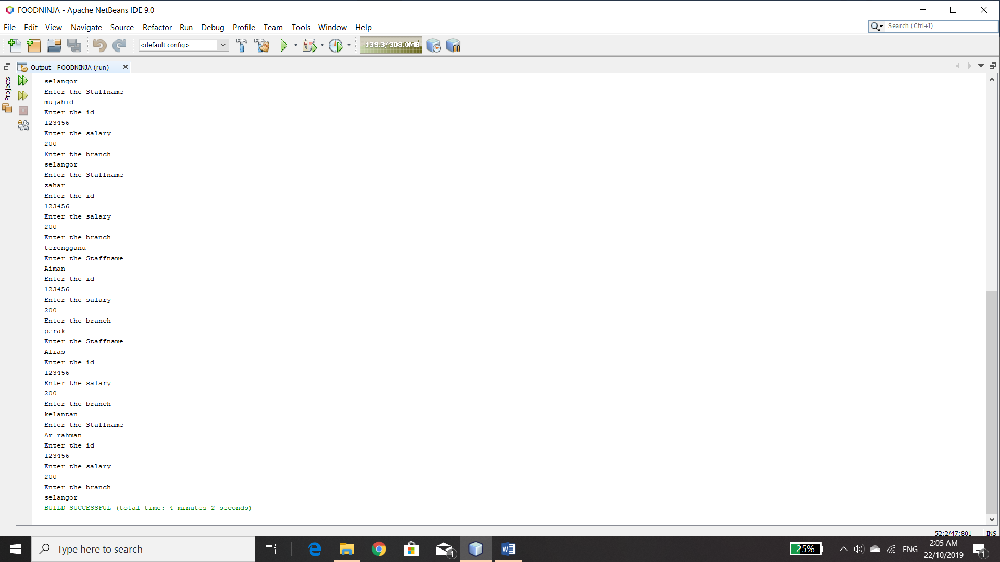 FOODNINJA - Apache NetBeans IDE 9.0
File Edit View Navigate Source Refactor Run Debug Profile Team Tools Window Help
Search (Ctrl+I)
<default config>
139.3/308.0MB
Projects
Output - FOODNINJA (run)
selangor
Enter the Staffname
mujahid
Enter the id
123456
Enter the salary
200
Enter the branch
selangor
Enter the Staffname
zahar
Enter the id
123456
Enter the salary
200
Enter the branch
terengganu
Enter the Staffname
Aiman
Enter the id
123456
Enter the salary
200
Enter the branch
perak
Enter the Staffname
Alias
Enter the id
123456
Enter the salary
200
Enter the branch
kelantan
Enter the Staffname
Ar rahman
Enter the id
123456
Enter the salary
200
Enter the branch
selangor
BUILD SUCCESSFUL (total time: 4 minutes 2 seconds)
52:2/47:801 INS
Type here to search
1
25%
ENG
2:05 AM
22/10/2019
1